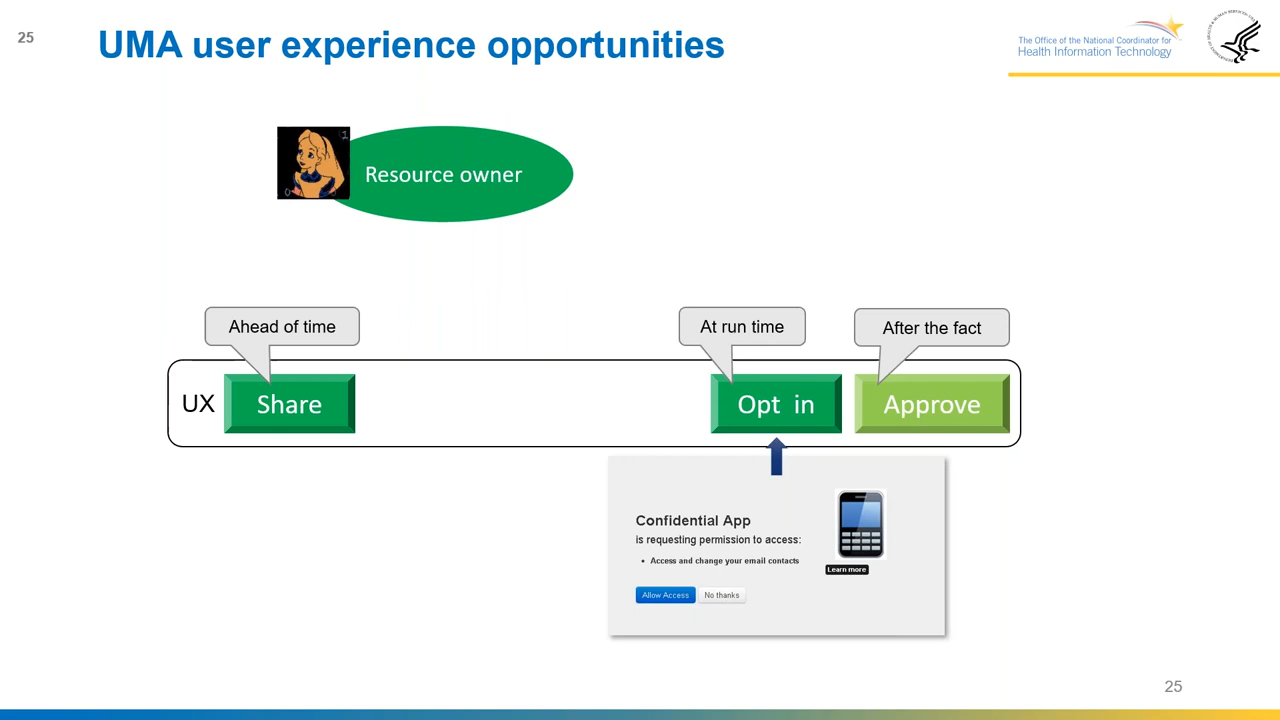 25
UMA user experience opportunities
The Office of the National Coordinator for
Health Information Technology
Resource owner
Ahead of time
At run time
After the fact
UX
Share
Opt in
Approve
Confidential App
is requesting permission to access:
• Access and change your email contacts
Learn more
Allow Access
No thanks
25